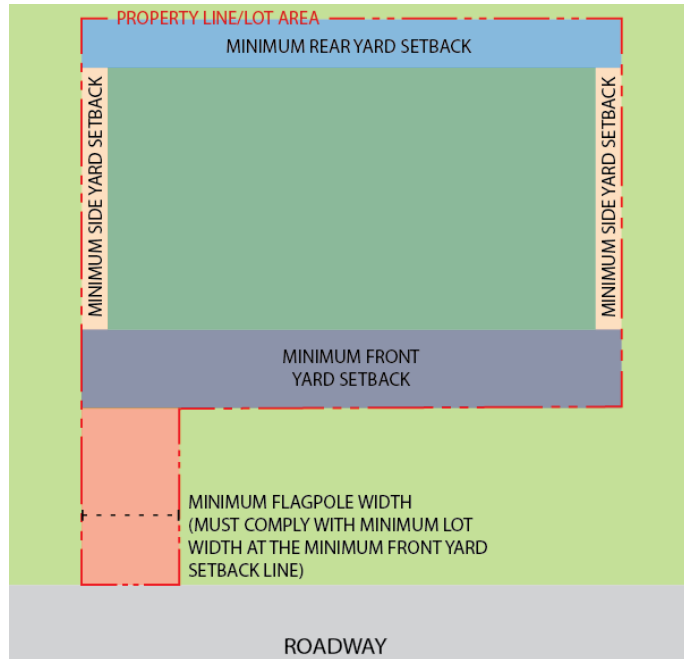 PROPERTY LINE/LOT AREA
MINIMUM REAR YARD SETBACK
MINIMUM SIDE YARD SETBACK
MINIMUM SIDE YARD SETBACK
MINIMUM FRONT
YARD SETBACK
MINIMUM FLAGPOLE WIDTH
(MUST COMPLY WITH MINIMUM LOT
WIDTH AT THE MINIMUM FRONT YARD
SETBACK LINE)
ROADWAY